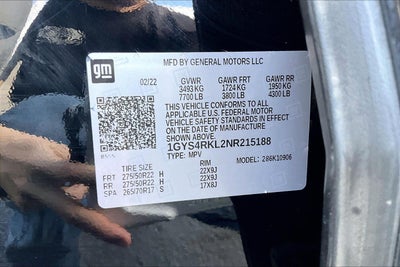 gm
MFD BY GENERAL MOTORS LLC
02/22 GVWR GAWR FRT GAWR RR
3493 KG 1724 KG 1950 KG
7700 LB 3800 LB 4300 LB
THIS VEHICLE CONFORMS TO ALL
APPLICABLE U.S. FEDERAL MOTOR
VEHICLE SAFETY STANDARDS IN EFFECT
ON THE DATE OF MANUFACTURE
SHOWN ABOVE.
1GYS4RKL2NR215188
TYPE: MPV
MODEL: 286K10906
TIRE SIZE RIM
FRT 275/50R22 H 22X9J
RR 275/50R22 H 22X9J
SPA 265/70R17 S 17X8J